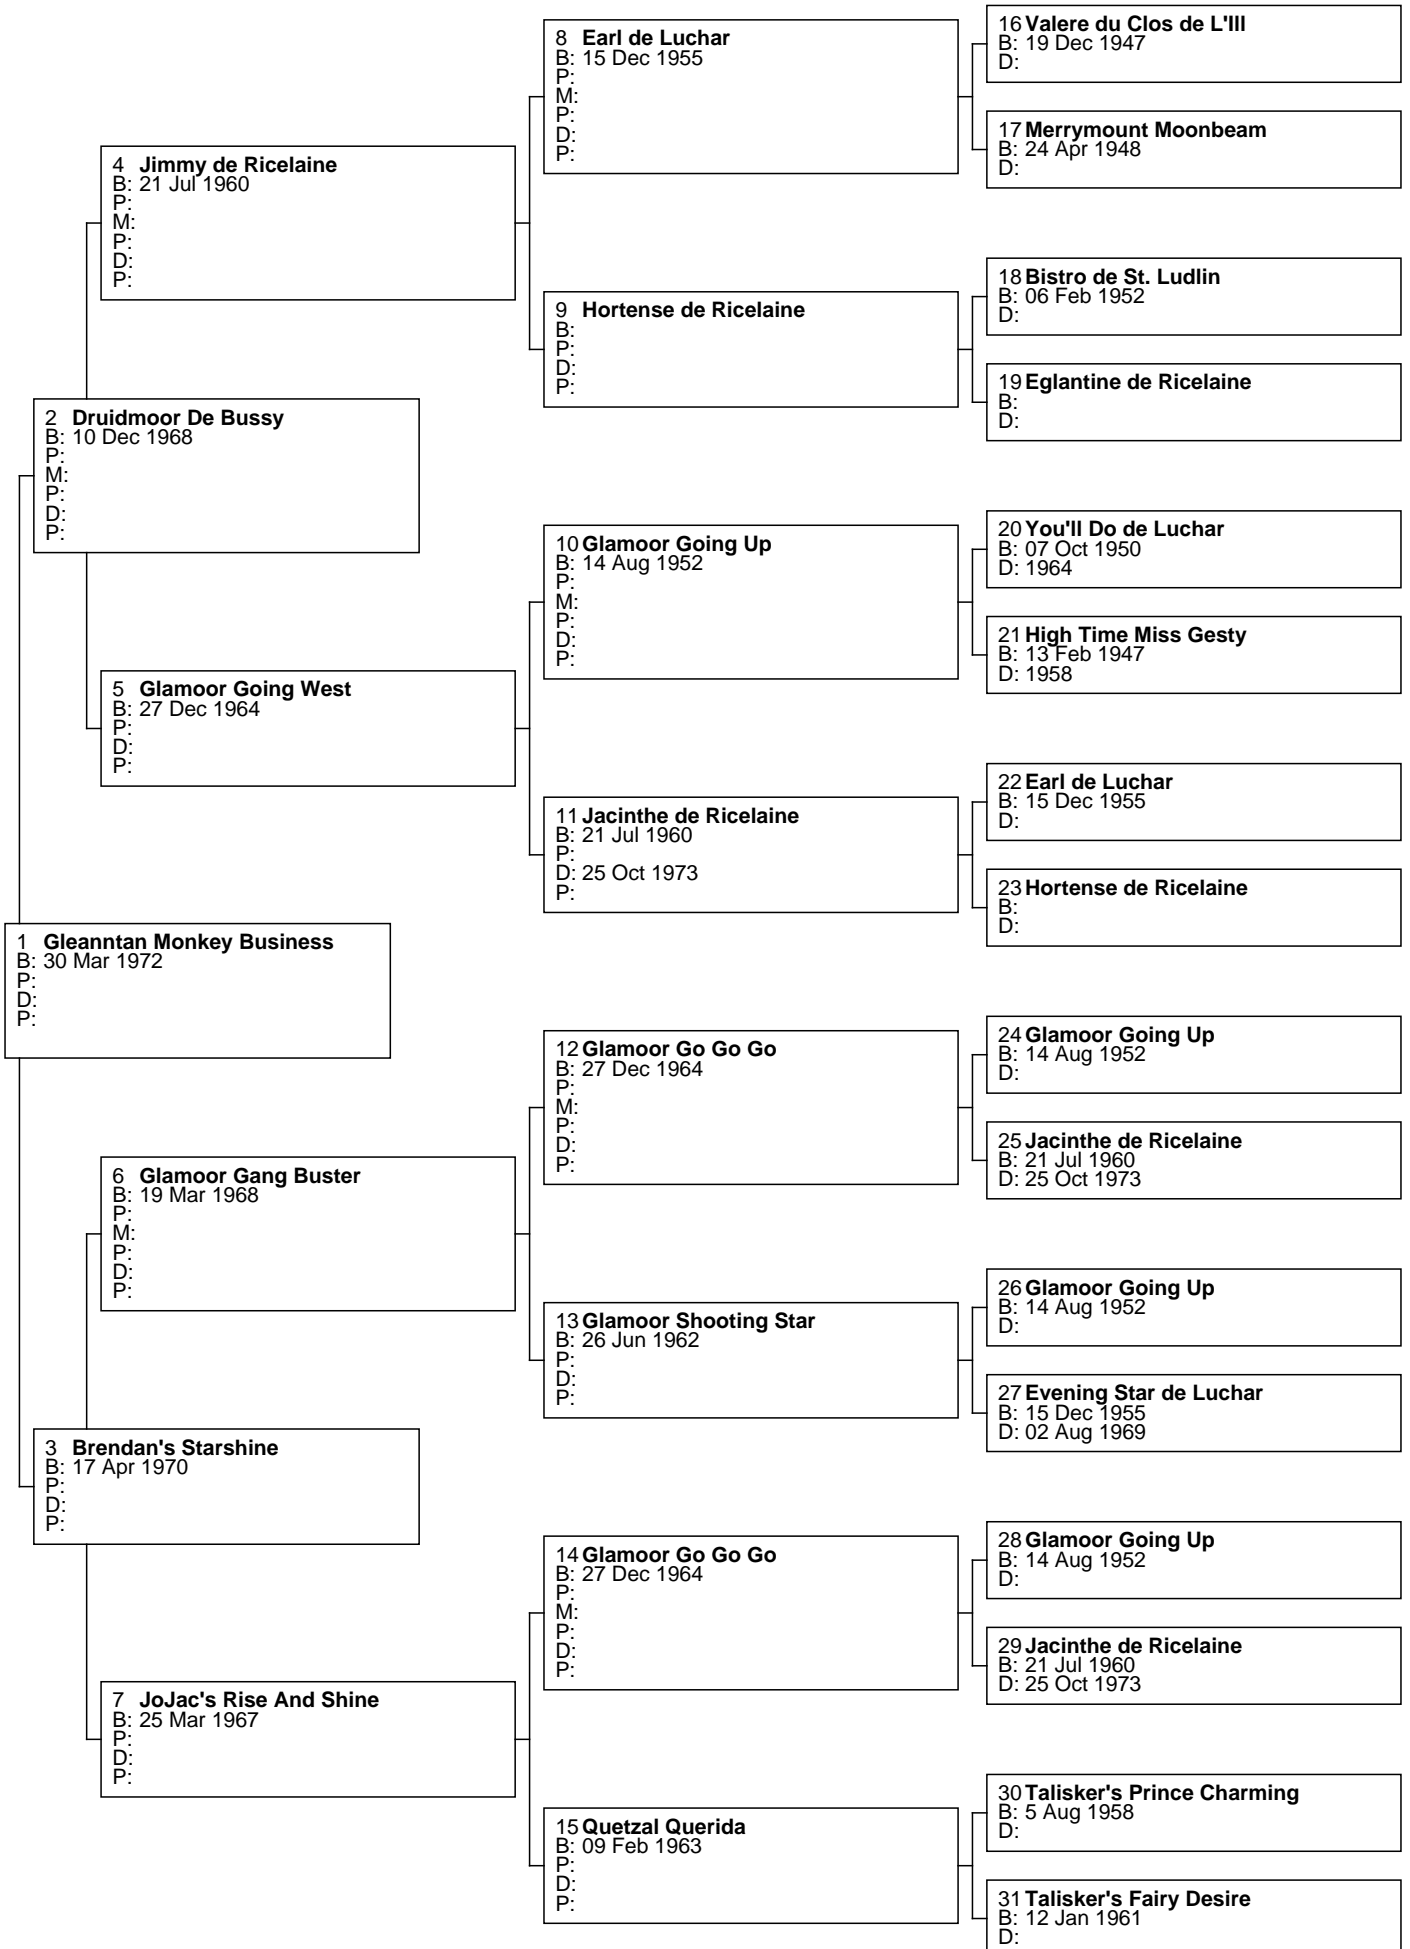 1 Gleanntan Monkey Business
B: 30 Mar 1972
P:
D:
P:
2 Druidmoor De Bussy
B: 10 Dec 1968
P:
M:
P:
D:
P:
3 Brendan's Starshine
B: 17 Apr 1970
P:
D:
P:
4 Jimmy de Ricelaine
B: 21 Jul 1960
P:
M:
P:
D:
P:
5 Glamoor Going West
B: 27 Dec 1964
P:
D:
P:
6 Glamoor Gang Buster
B: 19 Mar 1968
P:
M:
P:
D:
P:
7 JoJac's Rise And Shine
B: 25 Mar 1967
P:
D:
P:
8 Earl de Luchar
B: 15 Dec 1955
P:
M:
P:
D:
P:
9 Hortense de Ricelaine
B:
P:
D:
P:
10 Glamoor Going Up
B: 14 Aug 1952
P:
M:
P:
D:
P:
11 Jacinthe de Ricelaine
B: 21 Jul 1960
P:
D: 25 Oct 1973
P:
12 Glamoor Go Go Go
B: 27 Dec 1964
P:
M:
P:
D:
P:
13 Glamoor Shooting Star
B: 26 Jun 1962
P:
D:
P:
14 Glamoor Go Go Go
B: 27 Dec 1964
P:
M:
P:
D:
P:
15 Quetzal Querida
B: 09 Feb 1963
P:
D:
P:
16 Valere du Clos de L'Ill
B: 19 Dec 1947
D:
17 Merrymount Moonbeam
B: 24 Apr 1948
D:
18 Bistro de St. Ludlin
B: 06 Feb 1952
D:
19 Eglantine de Ricelaine
B:
D:
20 You'll Do de Luchar
B: 07 Oct 1950
D: 1964
21 High Time Miss Gesty
B: 13 Feb 1947
D: 1958
22 Earl de Luchar
B: 15 Dec 1955
D:
23 Hortense de Ricelaine
B:
D:
24 Glamoor Going Up
B: 14 Aug 1952
D:
25 Jacinthe de Ricelaine
B: 21 Jul 1960
D: 25 Oct 1973
26 Glamoor Going Up
B: 14 Aug 1952
D:
27 Evening Star de Luchar
B: 15 Dec 1955
D: 02 Aug 1969
28 Glamoor Going Up
B: 14 Aug 1952
D:
29 Jacinthe de Ricelaine
B: 21 Jul 1960
D: 25 Oct 1973
30 Talisker's Prince Charming
B: 5 Aug 1958
D:
31 Talisker's Fairy Desire
B: 12 Jan 1961
D: